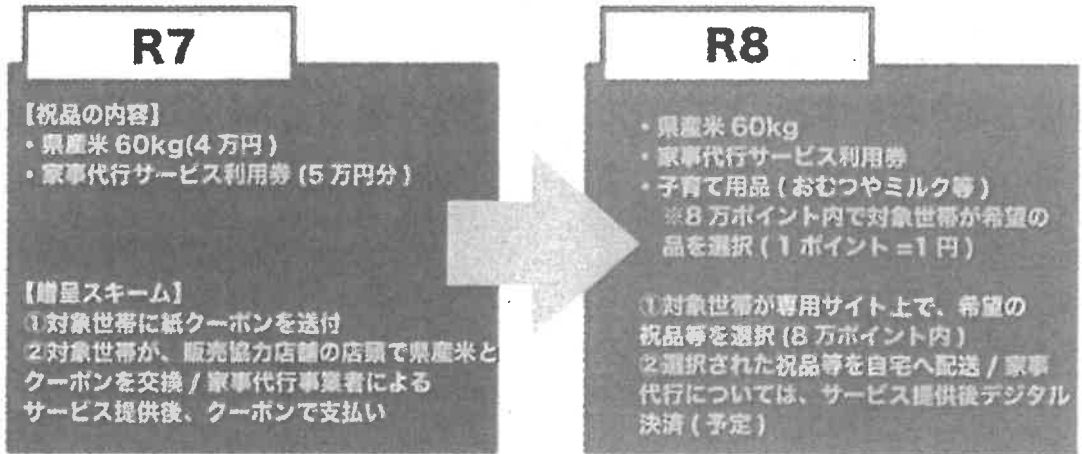 R7
【祝品の内容】
・県産米 60kg(4 万円)
・家事代行サービス利用券 (5 万円分)
【贈呈スキーム】
①対象世帯に紙クーポンを送付
②対象世帯が、販売協力店舗の店頭で県産米と
クーポンを交換 / 家事代行事業者による
サービス提供後、クーポンで支払い
R8
・県産米 60kg
・家事代行サービス利用券
・子育て用品 ( おむつやミルク等 )
※8 万ポイント内で対象世帯が希望の
品を選択 ( 1 ポイント =1 円 )
①対象世帯が専用サイト上で、希望の
祝品等を選択 (8 万ポイント内 )
②選択された祝品等を自宅へ配送 / 家事
代行については、サービス提供後デジタル
決済 ( 予定 )